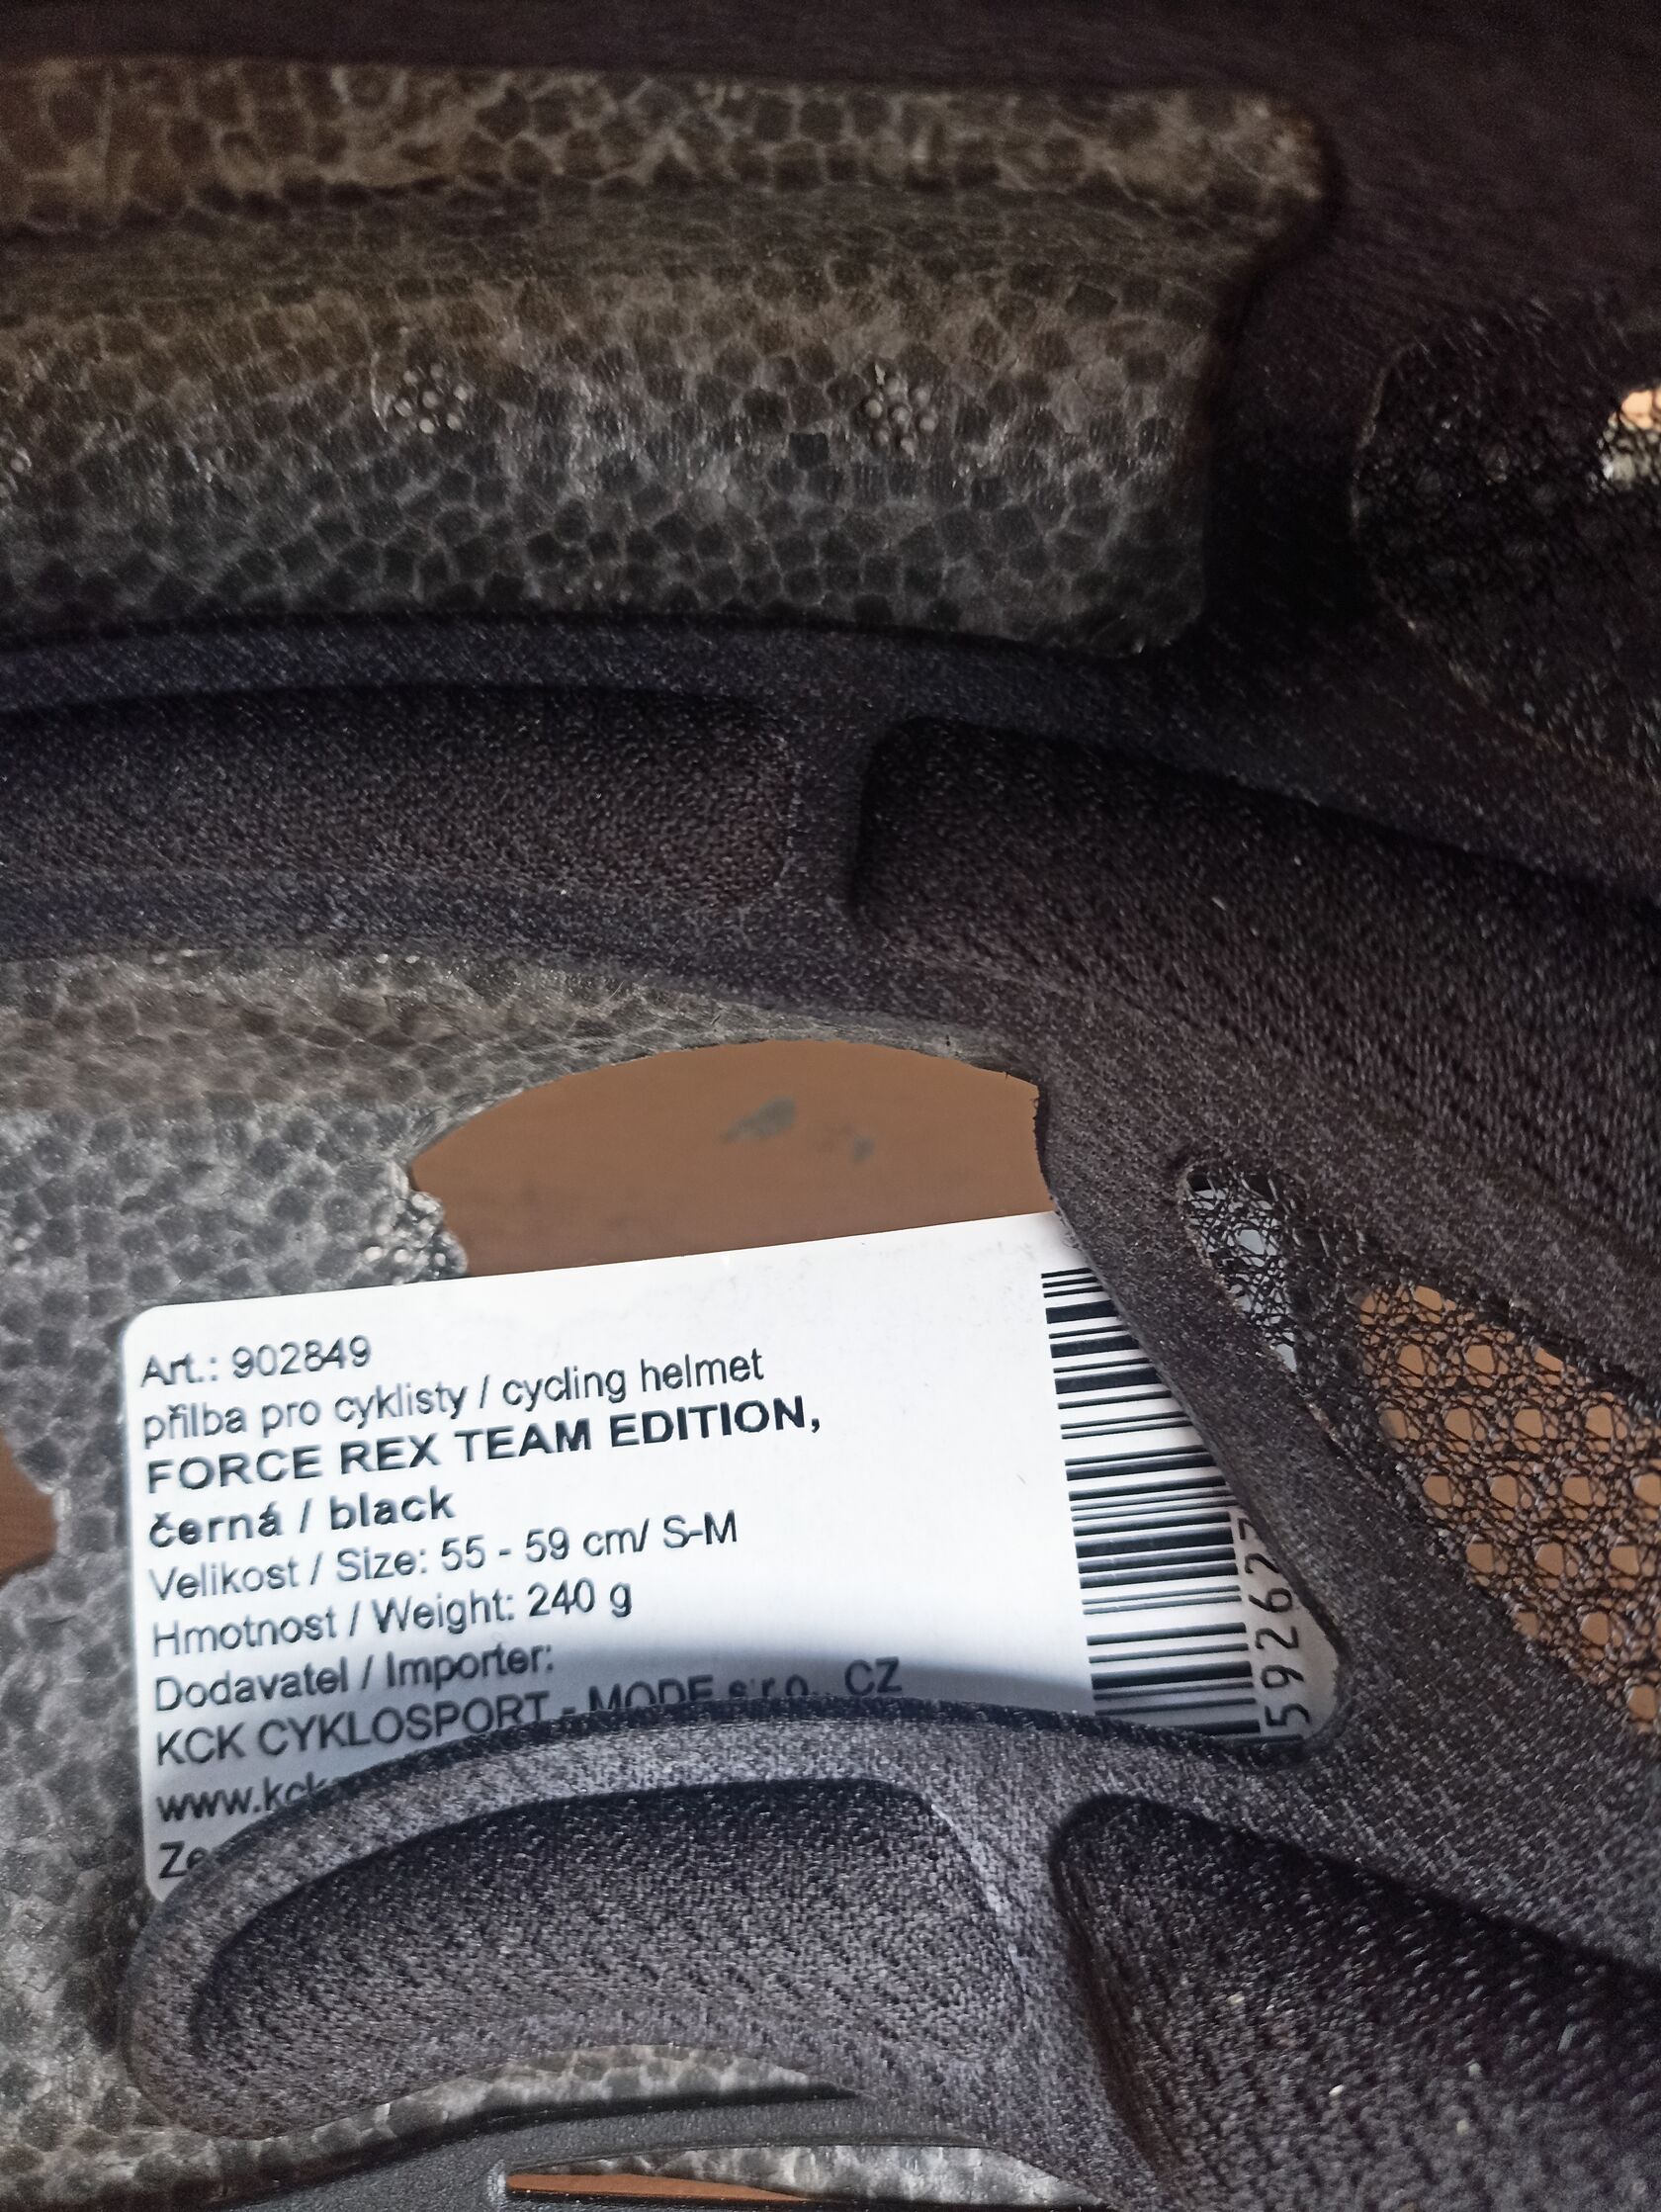 Art.: 902849
přilba pro cyklisty / cycling helmet
FORCE REX TEAM EDITION,
černá / black
Velikost / Size: 55 - 59 cm/ S-M
Hmotnost / Weight: 240 g
Dodavatel / Importer:
KCK CYKLOSPORT - MODE s.r.o., CZ
592627